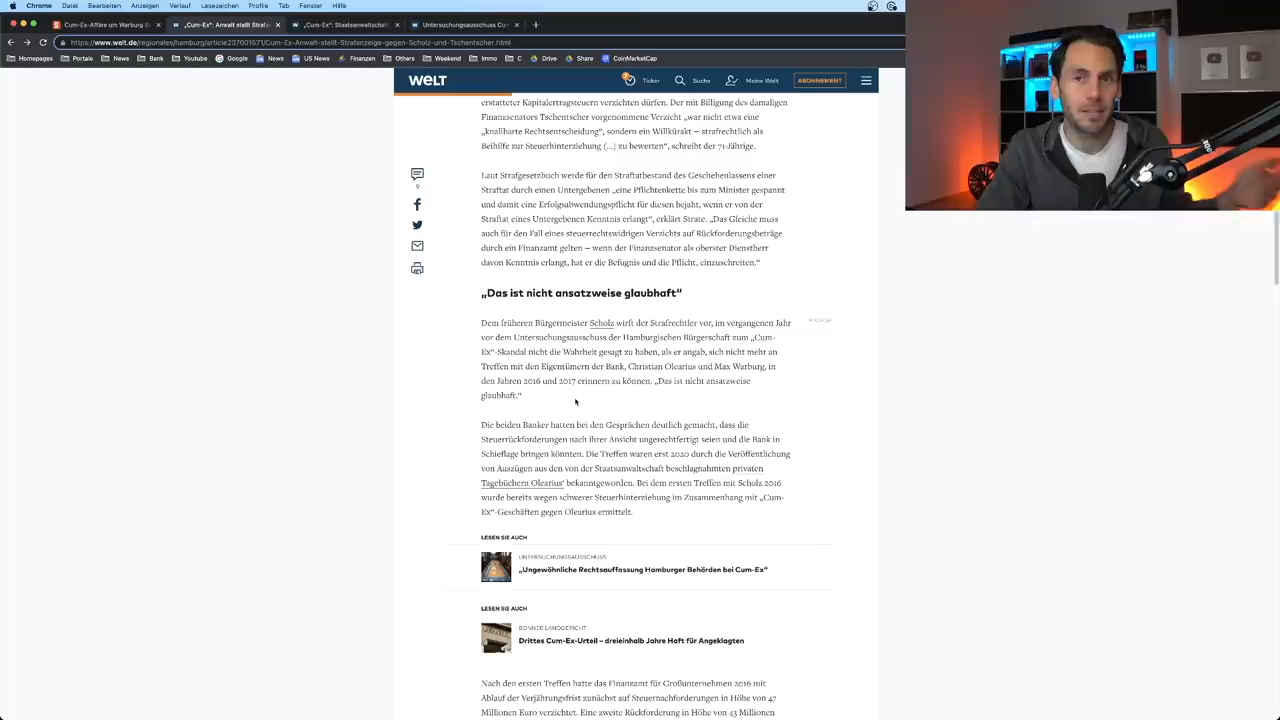 Chrome Datei Bearbeiten Anzeigen Verlauf Lesezeichen Profile Tab Fenster Hilfe
Cum-Ex-Affäre um Warburg B
„Cum-Ex“: Anwalt stellt Strafan
„Cum-Ex“: Staatsanwaltschaft
Untersuchungsausschuss Cum
https://www.welt.de/regionales/hamburg/article237001571/Cum-Ex-Anwalt-stellt-Strafanzeige-gegen-Scholz-und-Tschentscher.html
Homepages Portale News Bank Youtube Google News US News Finanzen Others Weekend Immo C Drive Share CoinMarketCap
WELT Ticker Suche Meine Welt ABONNEMENT
erstatteter Kapitalertragsteuern verzichten dürfen. Der mit Billigung des damaligen
Finanzsenators Tschentscher vorgenommene Verzicht „war nicht etwa eine
„knallharte Rechtsentscheidung“, sondern ein Willkürakt – strafrechtlich als
Beihilfe zur Steuerhinterziehung (...) zu bewerten“, schreibt der 71-Jährige.
Laut Strafgesetzbuch werde für den Straftatbestand des Geschehenlassens einer
Straftat durch einen Untergebenen „eine Pflichtenkette bis zum Minister gespannt
und damit eine Erfolgsabwendungspflicht für diesen bejaht, wenn er von der
Straftat eines Untergebenen Kenntnis erlangt“, erklärt Strate. „Das Gleiche muss
auch für den Fall eines steuerrechtswidrigen Verzichts auf Rückforderungsbeträge
durch ein Finanzamt gelten – wenn der Finanzsenator als oberster Dienstherr
davon Kenntnis erlangt, hat er die Befugnis und die Pflicht, einzuschreiten.“
9
„Das ist nicht ansatzweise glaubhaft“
Anzeige
Dem früheren Bürgermeister Scholz wirft der Strafrechtler vor, im vergangenen Jahr
vor dem Untersuchungsausschuss der Hamburgischen Bürgerschaft zum „Cum-
Ex“-Skandal nicht die Wahrheit gesagt zu haben, als er angab, sich nicht mehr an
Treffen mit den Eigentümern der Bank, Christian Olearius und Max Warburg, in
den Jahren 2016 und 2017 erinnern zu können. „Das ist nicht ansatzweise
glaubhaft.“
Die beiden Banker hatten bei den Gesprächen deutlich gemacht, dass die
Steuerrückforderungen nach ihrer Ansicht ungerechtfertigt seien und die Bank in
Schieflage bringen könnten. Die Treffen waren erst 2020 durch die Veröffentlichung
von Auszügen aus den von der Staatsanwaltschaft beschlagnahmten privaten
Tagebüchern Olearius‘ bekanntgeworden. Bei dem ersten Treffen mit Scholz 2016
wurde bereits wegen schwerer Steuerhinterziehung im Zusammenhang mit „Cum-
Ex“-Geschäften gegen Olearius ermittelt.
LESEN SIE AUCH
UNTERSUCHUNGSAUSSCHUSS
„Ungewöhnliche Rechtsauffassung Hamburger Behörden bei Cum-Ex“
LESEN SIE AUCH
BONNER LANDGERICHT
Drittes Cum-Ex-Urteil – dreieinhalb Jahre Haft für Angeklagten
Nach den ersten Treffen hatte das Finanzamt für Großunternehmen 2016 mit
Ablauf der Verjährungsfrist zunächst auf Steuernachforderungen in Höhe von 47
Millionen Euro verzichtet. Eine zweite Rückforderung in Höhe von 43 Millionen